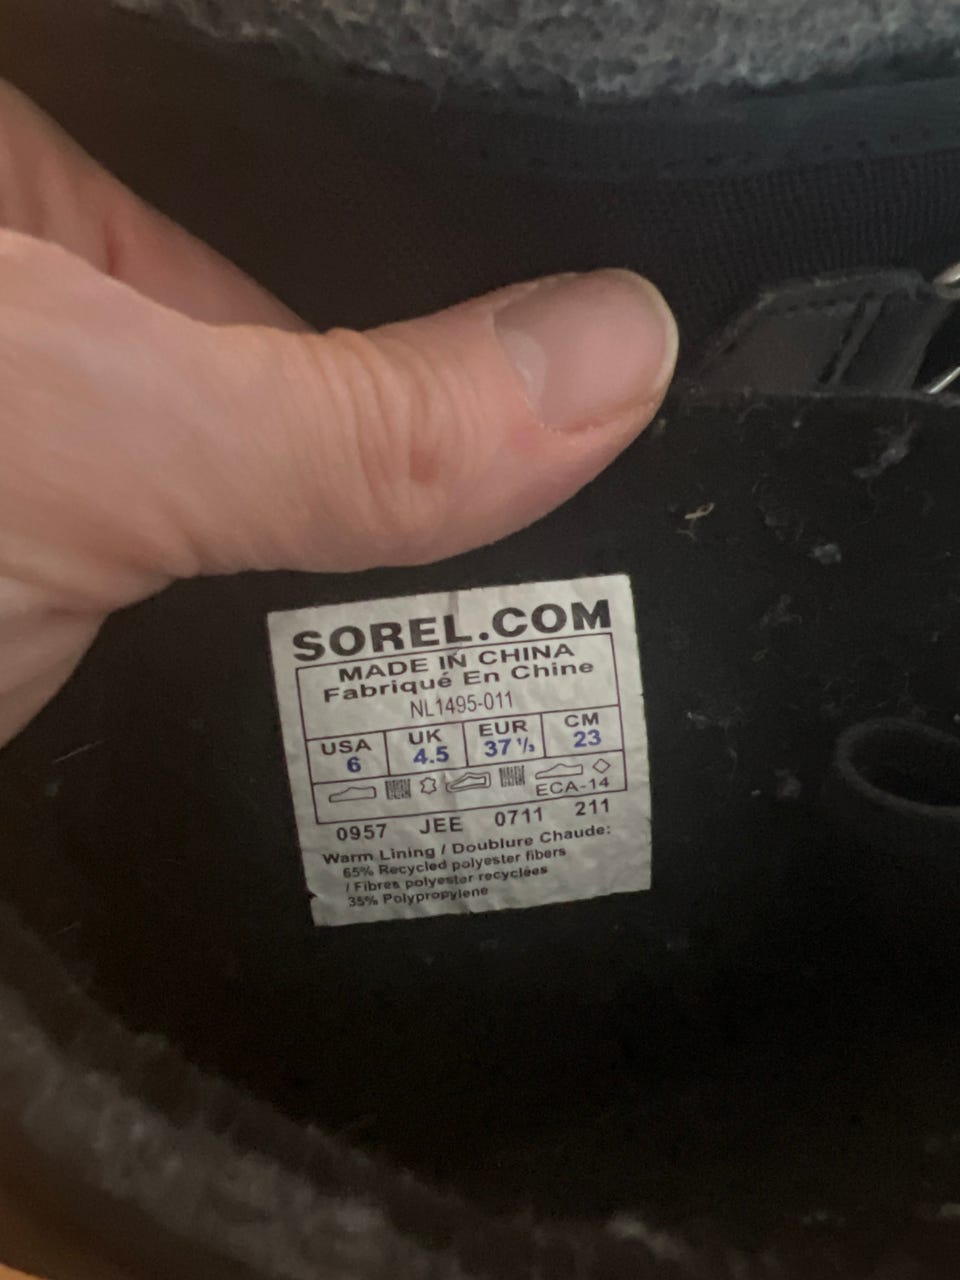 SOREL.COM
MADE IN CHINA
Fabriqué En Chine
NL1495-011
USA UK EUR CM
6 4.5 37 ⅓ 23
ECA-14
0957 JEE 0711 211
Warm Lining / Doublure Chaude:
65% Recycled polyester fibers
/ Fibres polyester recyclées
35% Polypropylene